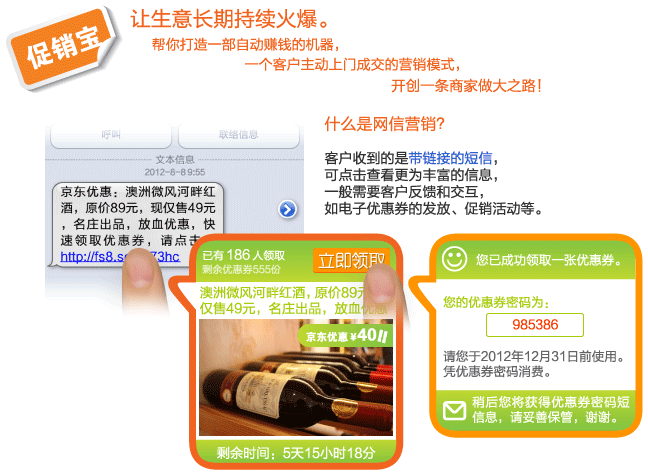 促销宝
让生意长期持续火爆。
帮你打造一部自动赚钱的机器，
一个客户主动上门成交的营销模式，
开创一条商家做大之路！
什么是网信营销?
客户收到的是带链接的短信，
可点击查看更为丰富的信息，
一般需要客户反馈和交互，
如电子优惠券的发放、促销活动等。
呼叫
联络信息
文本信息
2012-8-8 9:55
京东优惠：澳洲微风河畔红
酒，原价89元，现仅售49元
，名庄出品，放血优惠，快
速领取优惠券，请点击
http://fs8.s
73hc
已有 186 人领取
剩余优惠券555份
立即领取
澳洲微风河畔红酒，原价89
仅售49元，名庄出品，放血优惠
京东优惠 ¥40!!
剩余时间：5天15小时18分
您已成功领取一张优惠券。
您的优惠券密码为：
985386
请您于2012年12月31日前使用。
凭优惠券密码消费。
稍后您将获得优惠券密码短
信息，请妥善保管，谢谢。